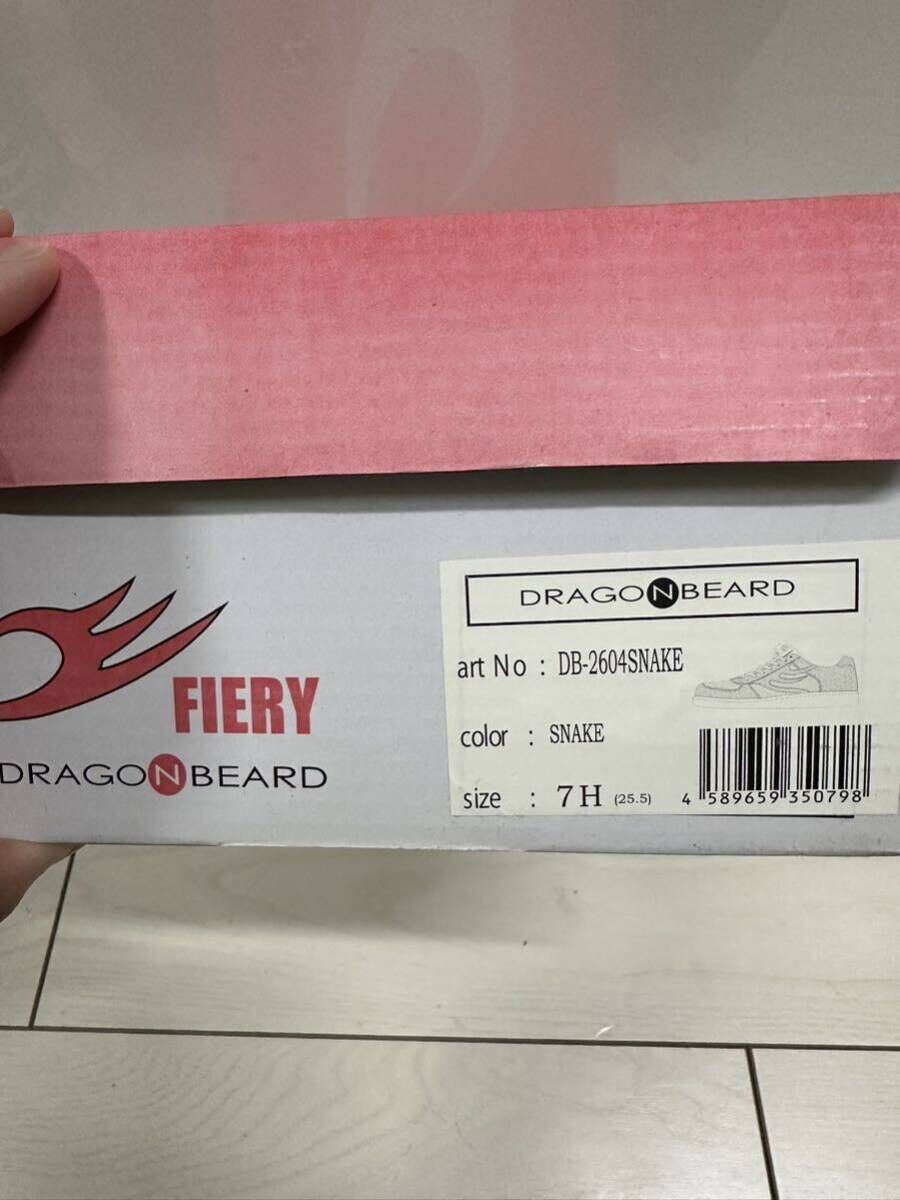 FIERY
DRAGONBEARD
DRAGONBEARD
art No : DB-2604SNAKE
color : SNAKE
size : 7H (25.5)
4 589659 350798